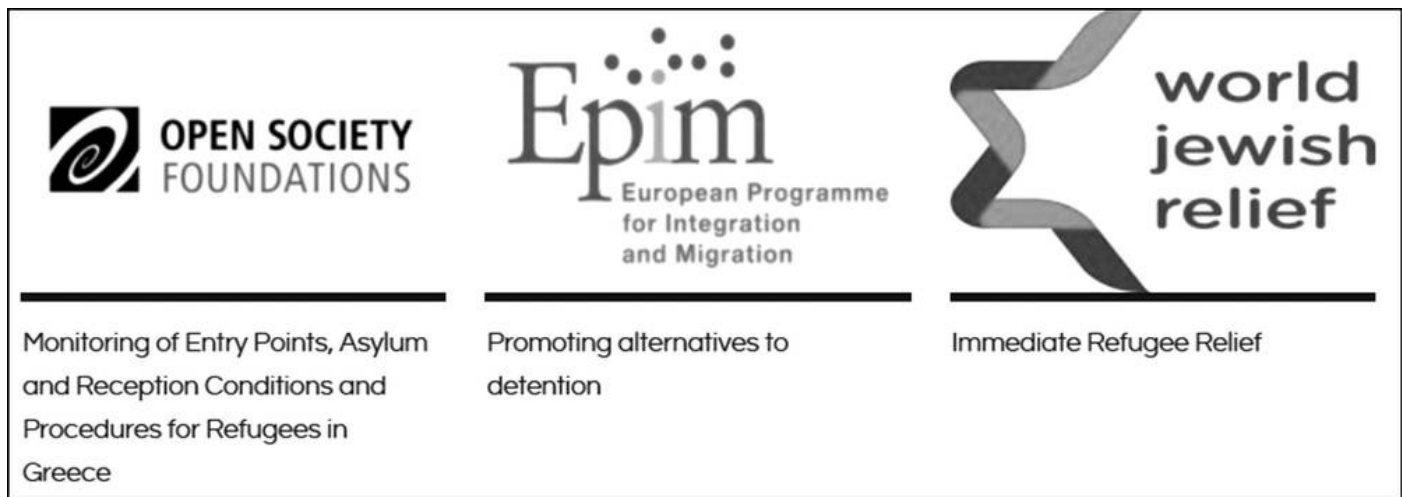 OPEN SOCIETY
FOUNDATIONS
Monitoring of Entry Points, Asylum
and Reception Conditions and
Procedures for Refugees in
Greece
Epim
European Programme
for Integration
and Migration
Promoting alternatives to
detention
world
jewish
relief
Immediate Refugee Relief